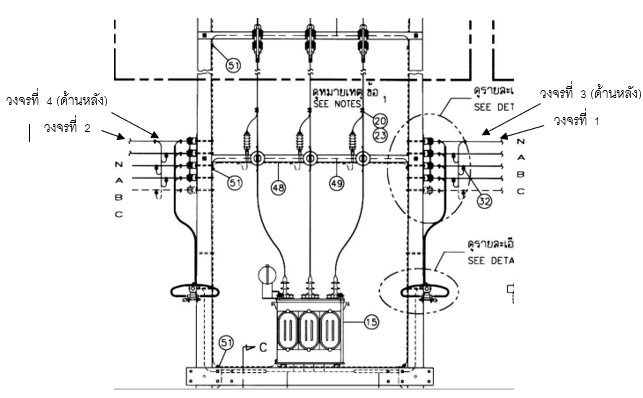 51
ดูหมายเหตุ ข้อ 1
SEE NOTES
ดูรายละเ
SEE DET
วงจรที่ 4 (ด้านหลัง)
วงจรที่ 3 (ด้านหลัง)
วงจรที่ 2
วงจรที่ 1
20
23
N
A
B
C
N
A
B
C
51
48
49
32
ดูรายละเอี
SEE DETA
15
51
C